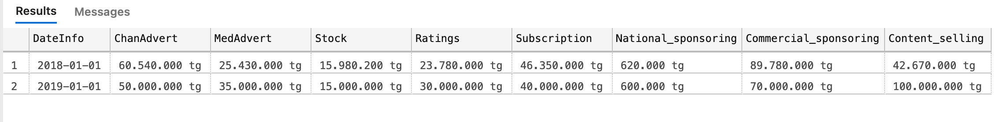 Results Messages
DateInfo ChanAdvert MedAdvert Stock Ratings Subscription National_sponsoring Commercial_sponsoring Content_selling
1 2018-01-01 60.540.000 tg 25.430.000 tg 15.980.200 tg 23.780.000 tg 46.350.000 tg 620.000 tg 89.780.000 tg 42.670.000 tg
2 2019-01-01 50.000.000 tg 35.000.000 tg 15.000.000 tg 30.000.000 tg 40.000.000 tg 600.000 tg 70.000.000 tg 100.000.000 tg